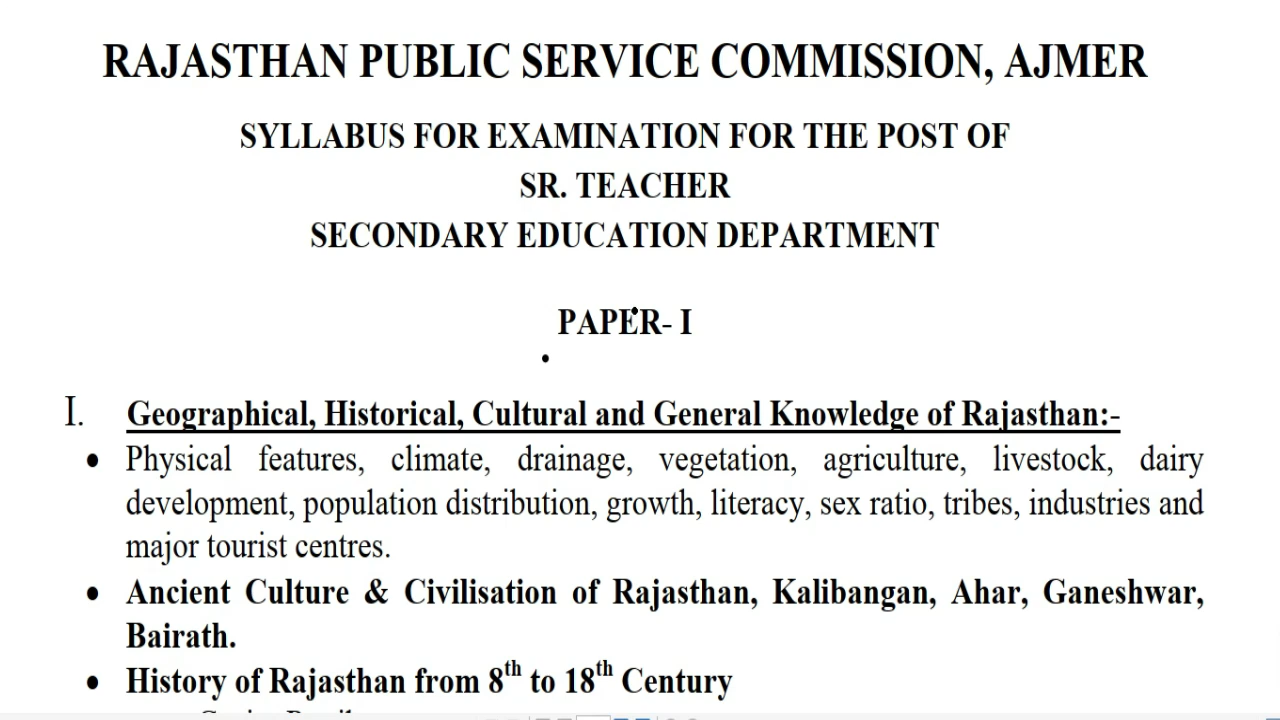 RAJASTHAN PUBLIC SERVICE COMMISSION, AJMER
SYLLABUS FOR EXAMINATION FOR THE POST OF
SR. TEACHER
SECONDARY EDUCATION DEPARTMENT
PAPER- I
I. Geographical, Historical, Cultural and General Knowledge of Rajasthan:-
• Physical features, climate, drainage, vegetation, agriculture, livestock, dairy
development, population distribution, growth, literacy, sex ratio, tribes, industries and
major tourist centres.
• Ancient Culture & Civilisation of Rajasthan, Kalibangan, Ahar, Ganeshwar,
Bairath.
• History of Rajasthan from 8th to 18th Century